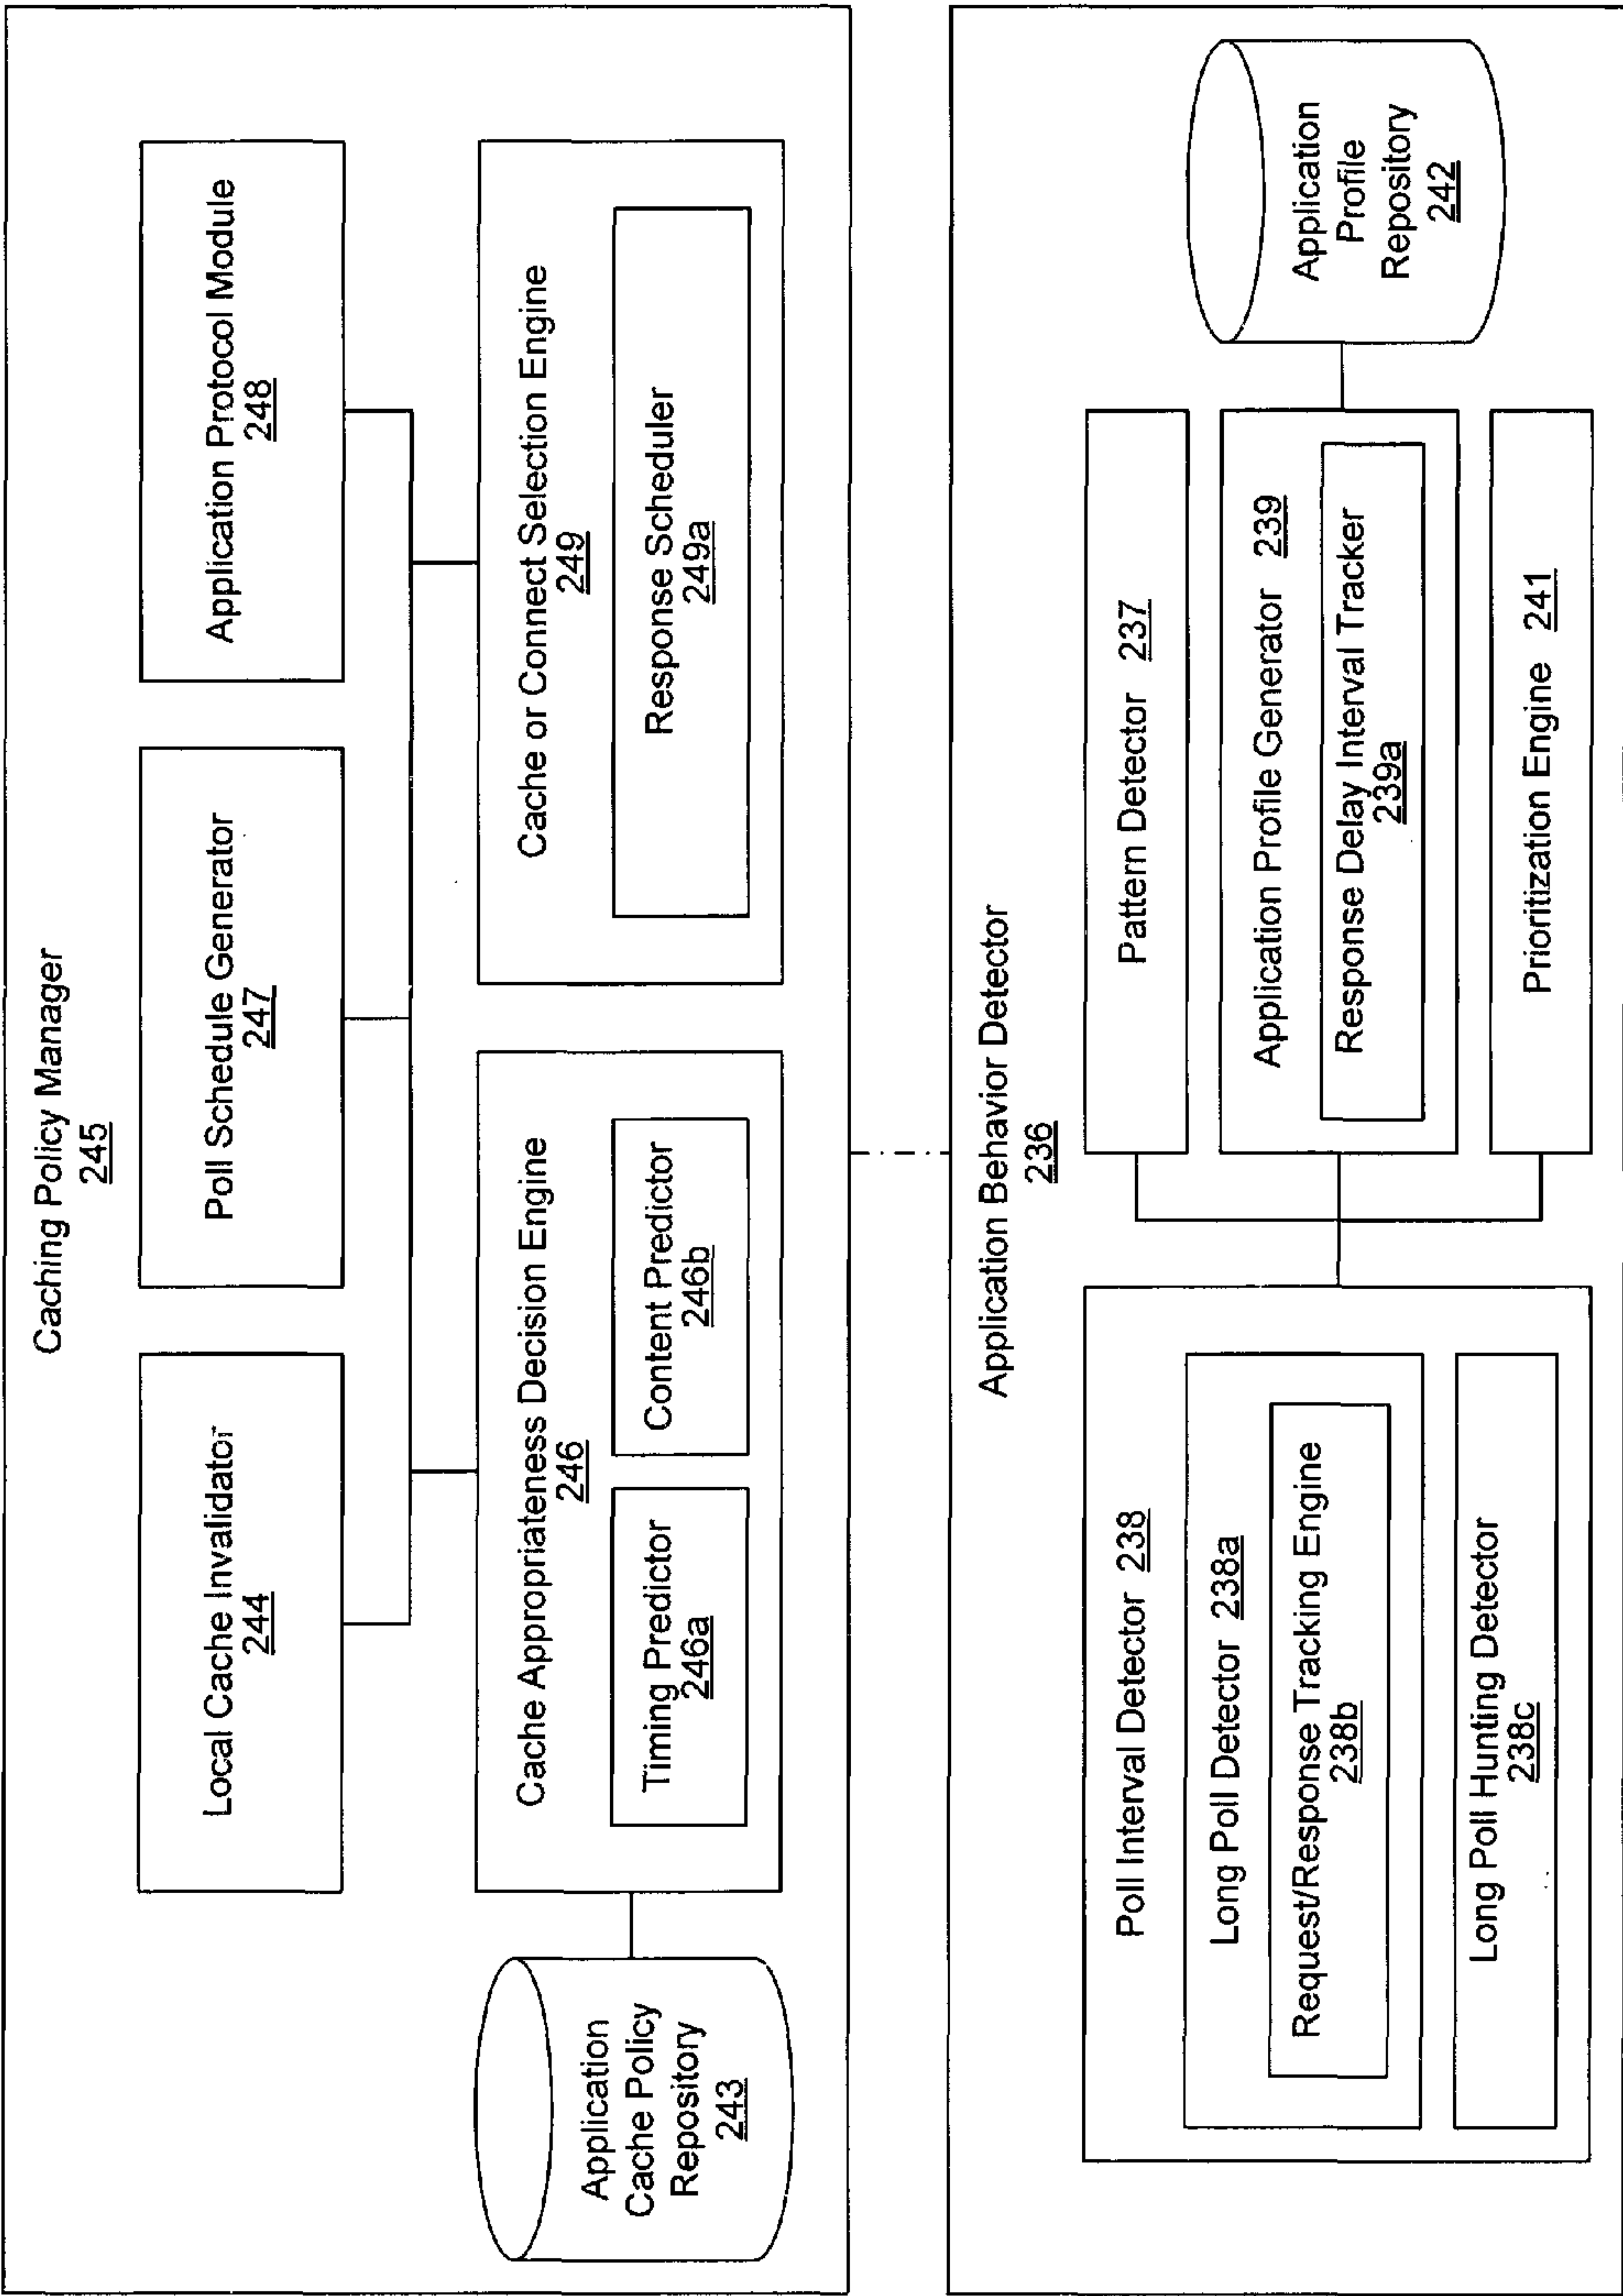 Caching Policy Manager
245
Local Cache Invalidator
244
Poll Schedule Generator
247
Application Protocol Module
248
Application
Cache Policy
Repository
243
Cache Appropriateness Decision Engine
246
Timing Predictor
246a
Content Predictor
246b
Cache or Connect Selection Engine
249
Response Scheduler
249a
Application Behavior Detector
236
Poll Interval Detector 238
Long Poll Detector 238a
Request/Response Tracking Engine
238b
Long Poll Hunting Detector
238c
Pattern Detector 237
Application Profile Generator 239
Response Delay Interval Tracker
239a
Prioritization Engine 241
Application
Profile
Repository
242